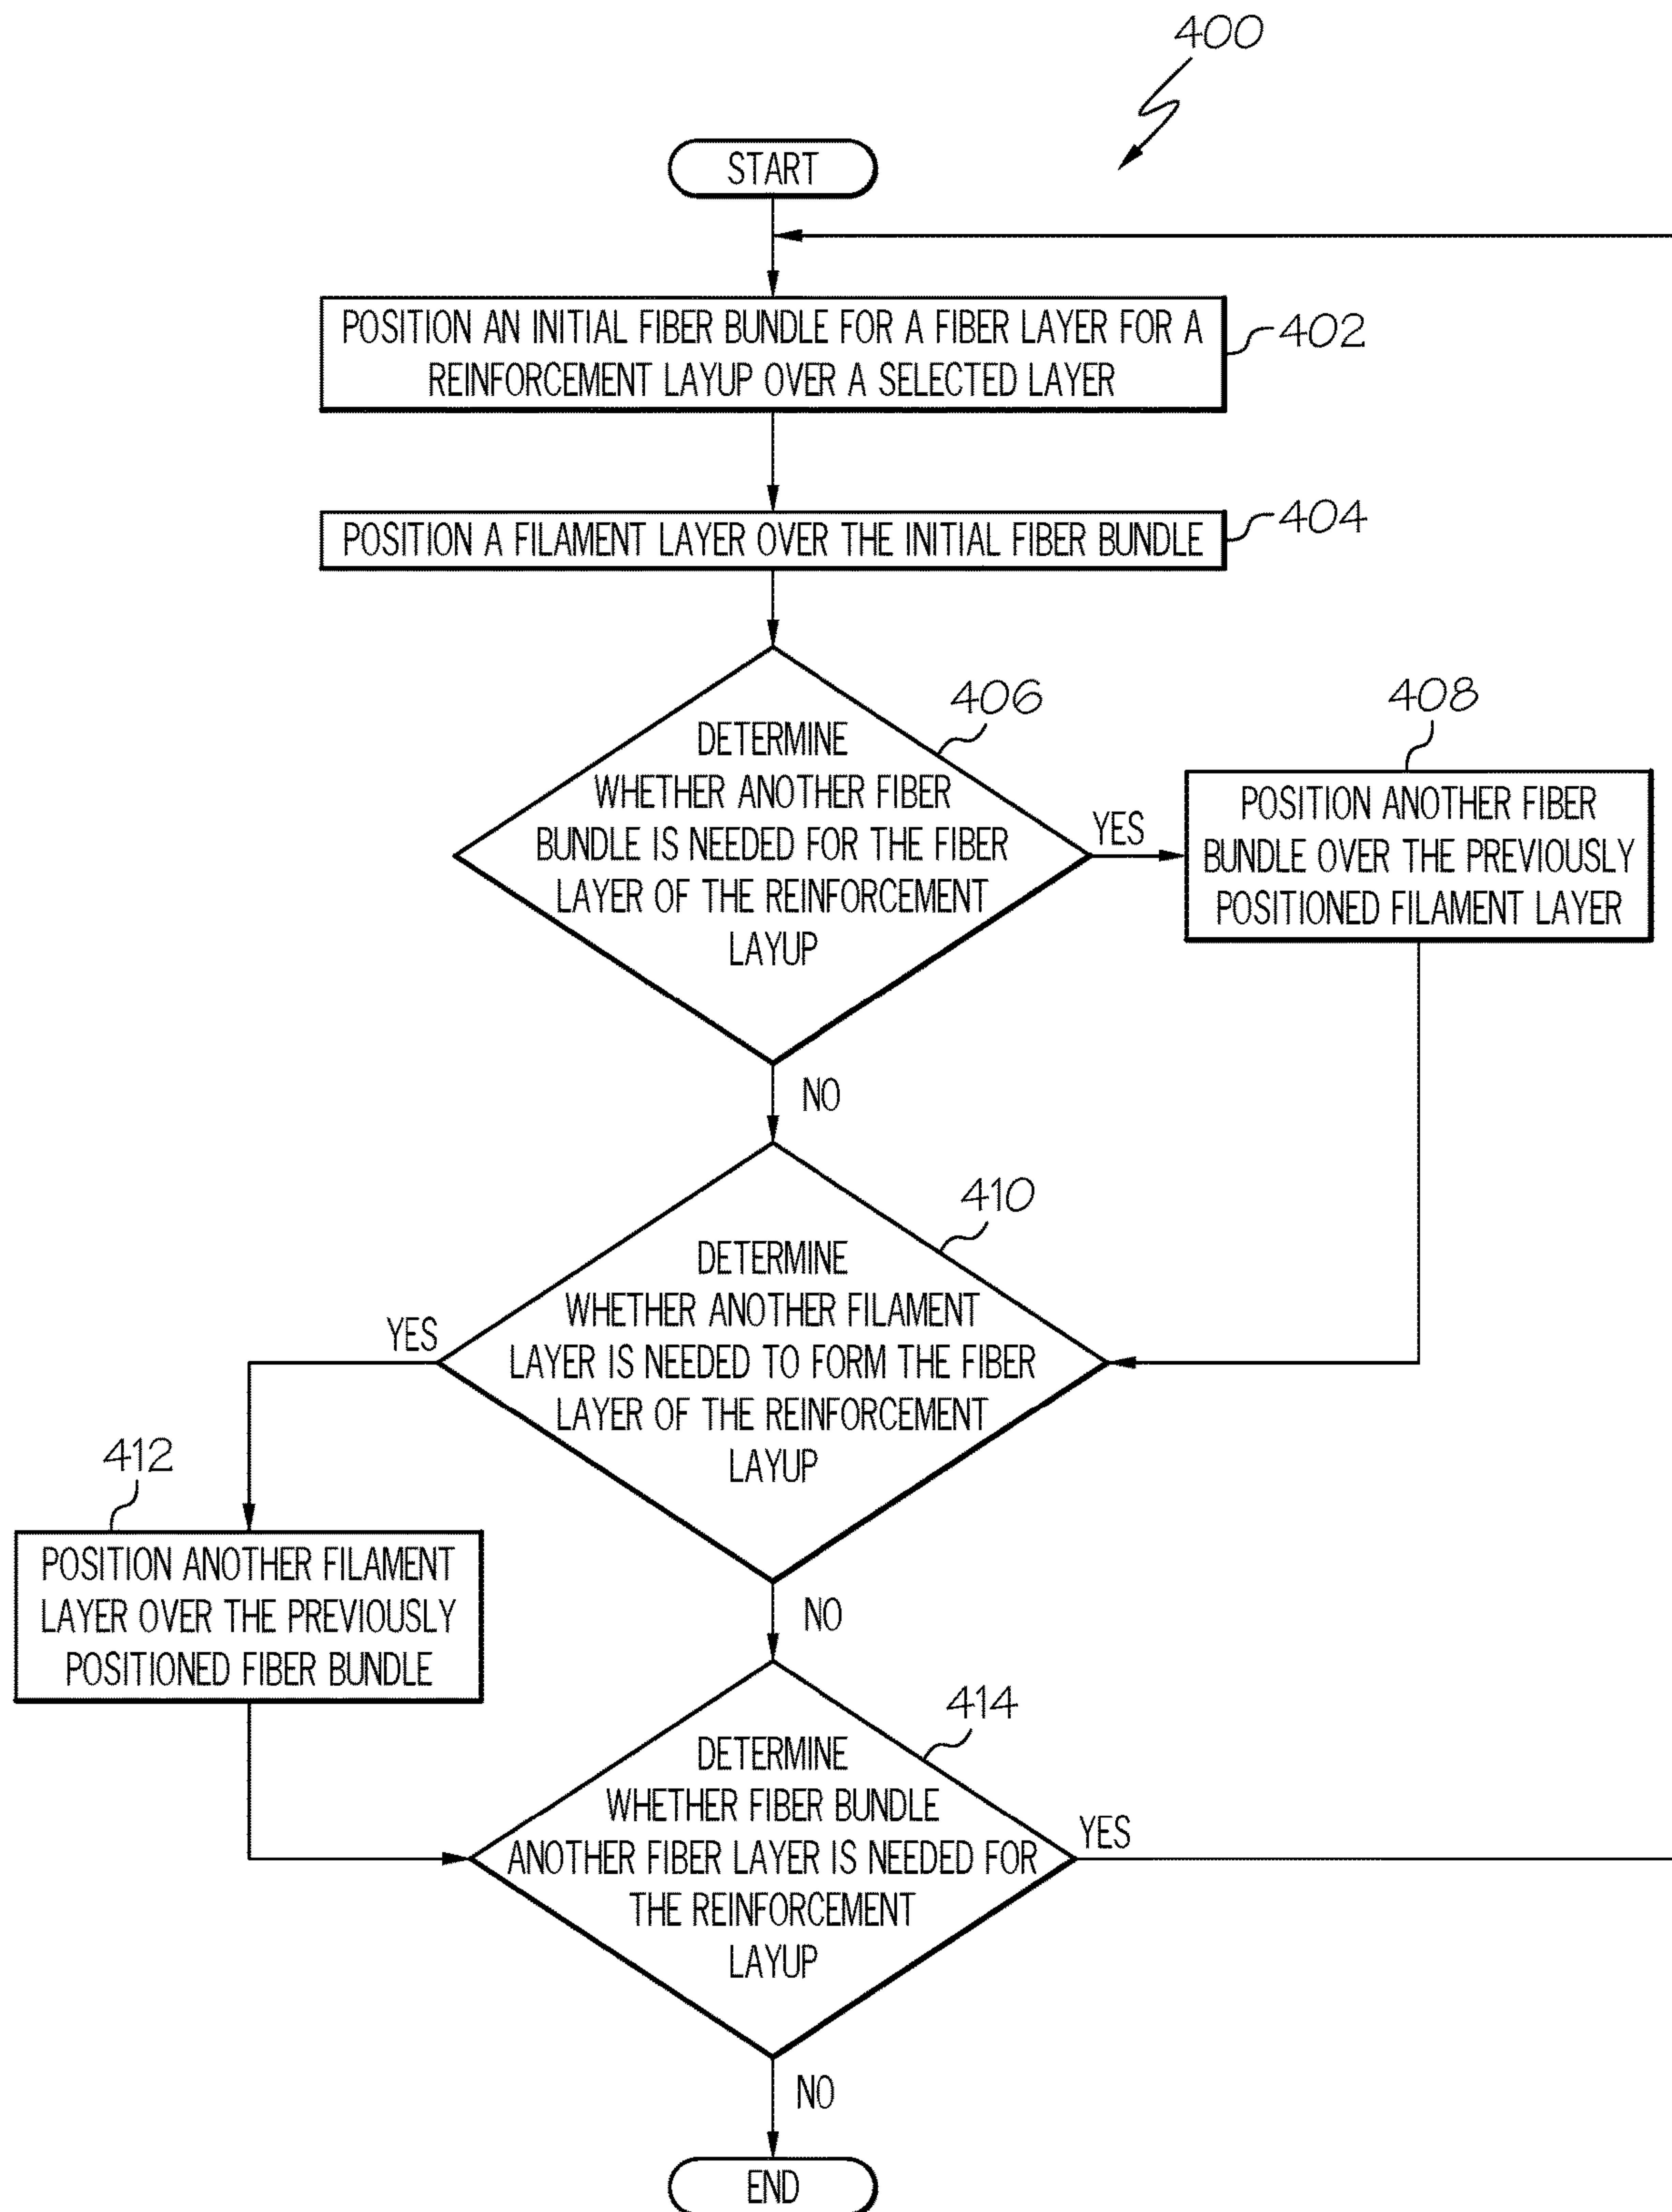 400
START
POSITION AN INITIAL FIBER BUNDLE FOR A FIBER LAYER FOR A
REINFORCEMENT LAYUP OVER A SELECTED LAYER
402
POSITION A FILAMENT LAYER OVER THE INITIAL FIBER BUNDLE
404
406
DETERMINE
WHETHER ANOTHER FIBER
BUNDLE IS NEEDED FOR THE FIBER
LAYER OF THE REINFORCEMENT
LAYUP
YES
408
POSITION ANOTHER FIBER
BUNDLE OVER THE PREVIOUSLY
POSITIONED FILAMENT LAYER
NO
410
DETERMINE
WHETHER ANOTHER FILAMENT
LAYER IS NEEDED TO FORM THE FIBER
LAYER OF THE REINFORCEMENT
LAYUP
YES
412
POSITION ANOTHER FILAMENT
LAYER OVER THE PREVIOUSLY
POSITIONED FIBER BUNDLE
NO
414
DETERMINE
WHETHER FIBER BUNDLE
ANOTHER FIBER LAYER IS NEEDED FOR
THE REINFORCEMENT
LAYUP
YES
NO
END